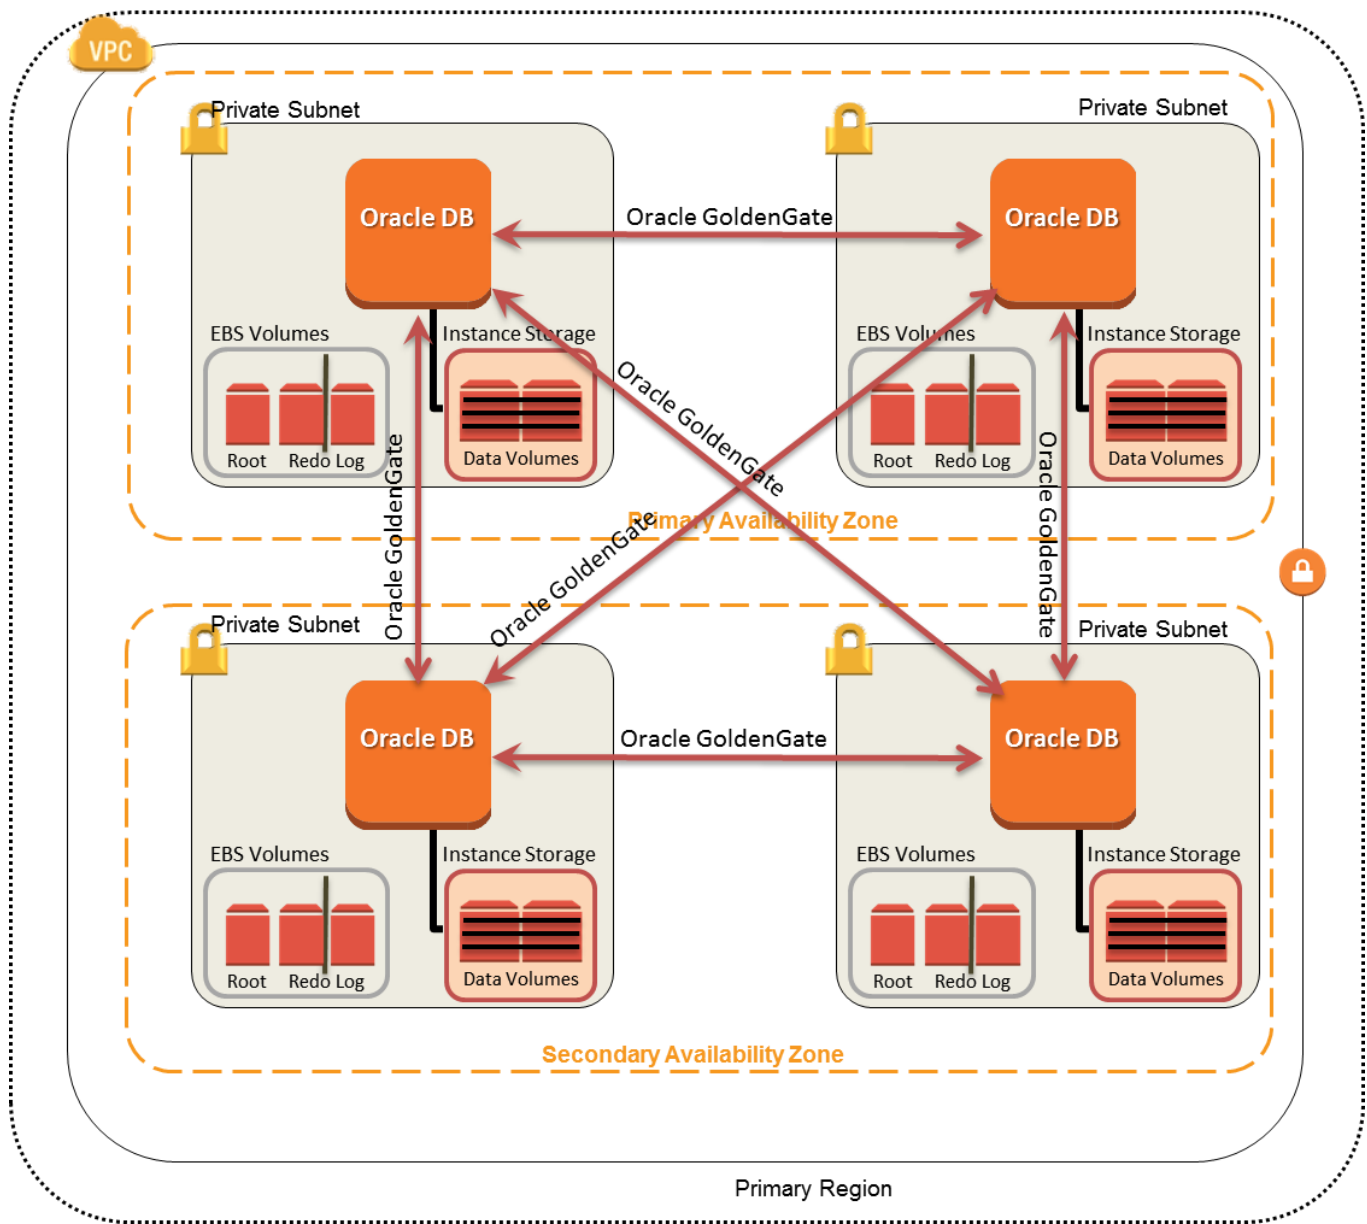 VPC
Private Subnet
Private Subnet
Oracle DB
Oracle GoldenGate
Oracle DB
EBS Volumes
Instance Storage
EBS Volumes
Instance Storage
Oracle GoldenGate
Root
Redo Log
Data Volumes
Root
Redo Log
Data Volumes
Oracle GoldenGate
Oracle GoldenGate
Oracle GoldenGate
Primary Availability Zone
Private Subnet
Private Subnet
Oracle DB
Oracle GoldenGate
Oracle DB
EBS Volumes
Instance Storage
EBS Volumes
Instance Storage
Root
Redo Log
Data Volumes
Root
Redo Log
Data Volumes
Secondary Availability Zone
Primary Region